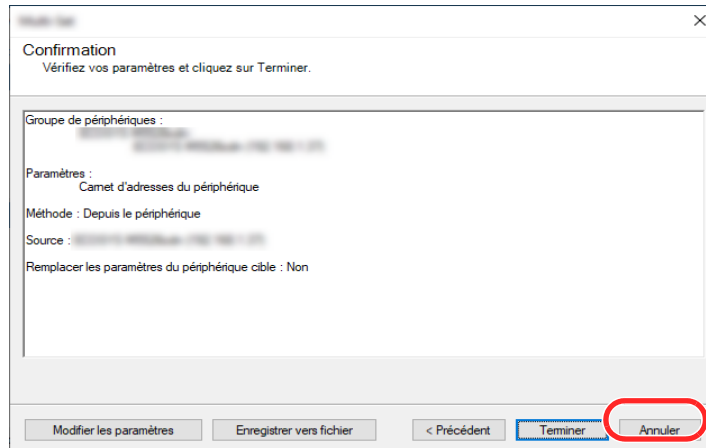 Confirmation
Vérifiez vos paramètres et cliquez sur Terminer.
Groupe de périphériques :
Paramètres :
Carnet d'adresses du périphérique
Méthode : Depuis le périphérique
Source :
Remplacer les paramètres du périphérique cible : Non
Modifier les paramètres
Enregistrer vers fichier
< Précédent
Terminer
Annuler